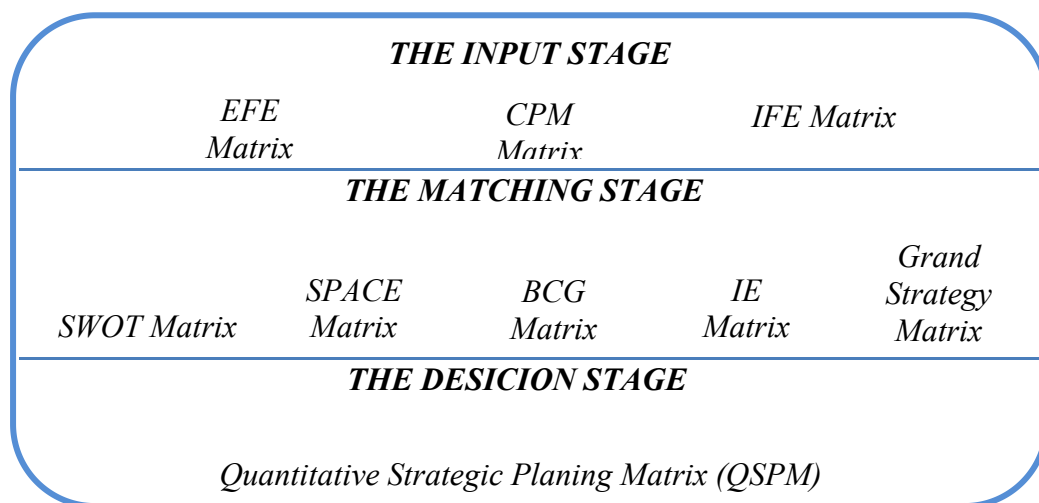 THE INPUT STAGE
EFE
Matrix
CPM
Matrix
IFE Matrix
THE MATCHING STAGE
SWOT Matrix
SPACE
Matrix
BCG
Matrix
IE
Matrix
Grand
Strategy
Matrix
THE DESICION STAGE
Quantitative Strategic Planing Matrix (QSPM)